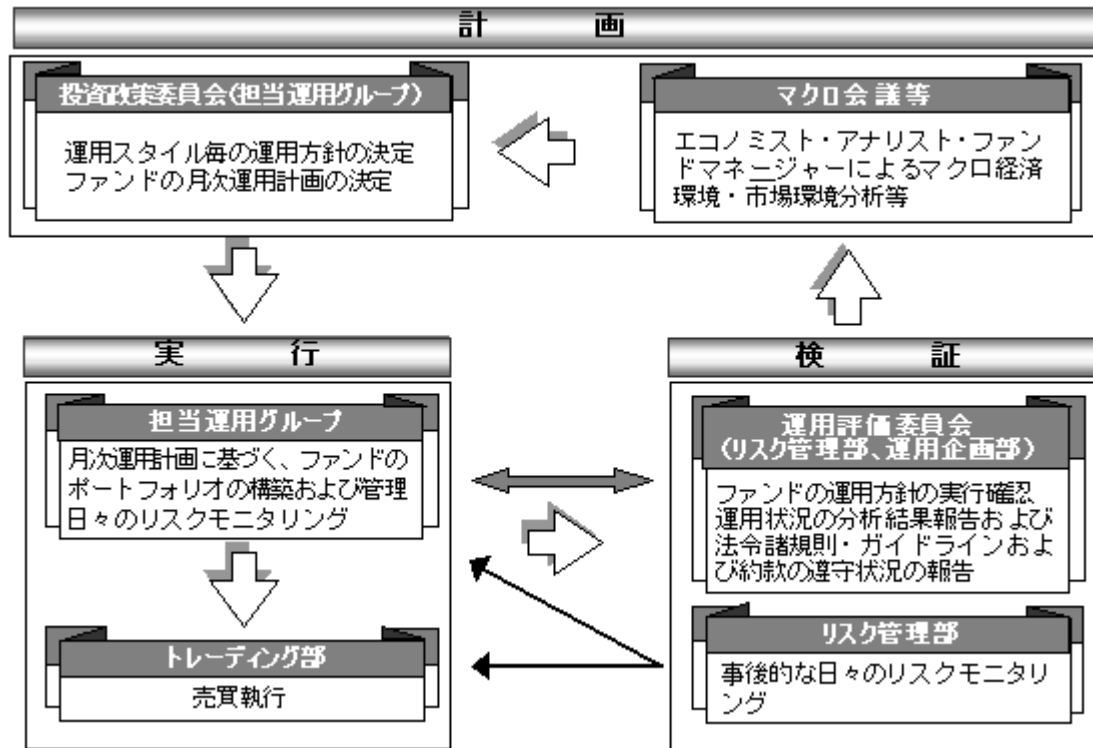 計 画
投資政策委員会(担当運用グループ)
運用スタイル毎の運用方針の決定
ファンドの月次運用計画の決定
マクロ会議等
エコノミスト・アナリスト・ファン
ドマネージャーによるマクロ経済
環境・市場環境分析等
実 行
担当運用グループ
月次運用計画に基づく、ファンドの
ポートフォリオの構築および管理
日々のリスクモニタリング
トレーディング部
売買執行
検 証
運用評価委員会
(リスク管理部、運用企画部)
ファンドの運用方針の実行確認
運用状況の分析結果報告および
法令諸規則・ガイドラインおよ
び約款の遵守状況の報告
リスク管理部
事後的な日々のリスクモニタリ
ング